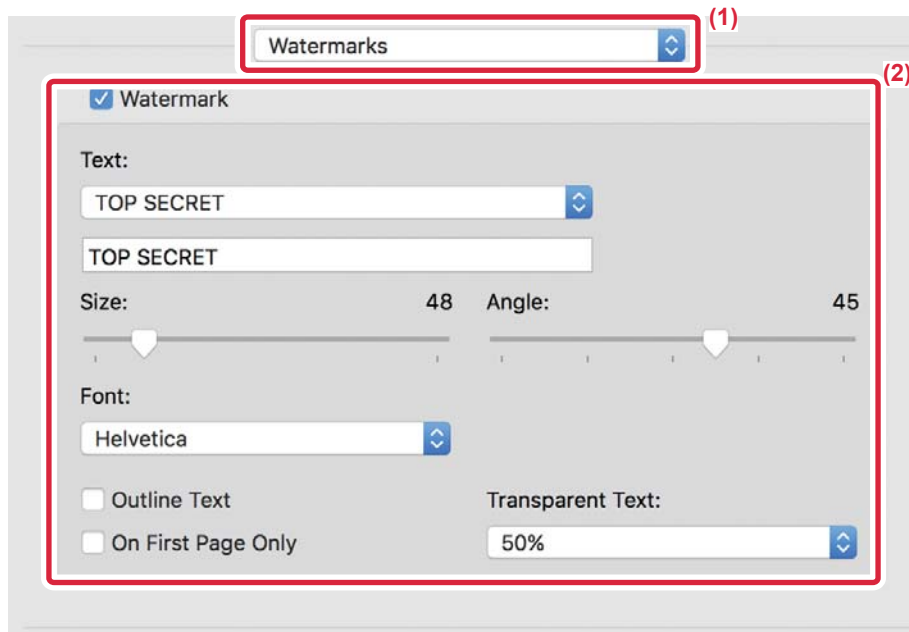 (1)
Watermarks
(2)
Watermark
Text:
TOP SECRET
TOP SECRET
Size: 48 Angle: 45
Font:
Helvetica
Outline Text Transparent Text:
On First Page Only 50%